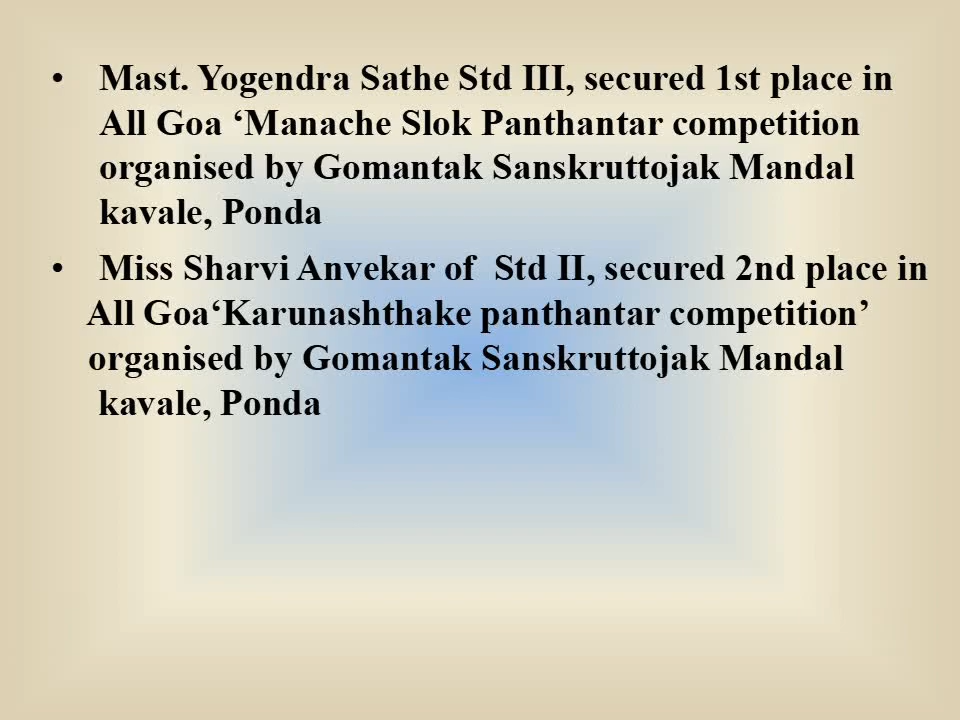 • Mast. Yogendra Sathe Std III, secured 1st place in
All Goa ‘Manache Slok Panthantar competition
organised by Gomantak Sanskruttojak Mandal
kavale, Ponda
• Miss Sharvi Anvekar of  Std II, secured 2nd place in
All Goa‘Karunashthake panthantar competition’
organised by Gomantak Sanskruttojak Mandal
kavale, Ponda